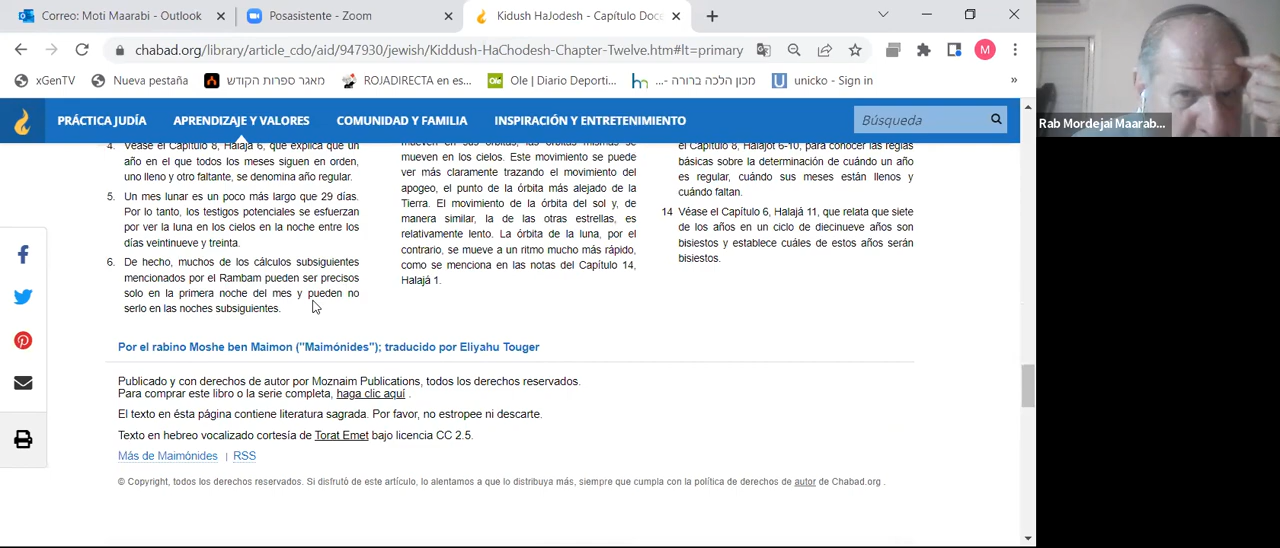 Correo: Moti Maarabi - Outlook
Posasistente - Zoom
Kidush HaJodesh - Capítulo Doce
chabad.org/library/article_cdo/aid/947930/jewish/Kiddush-HaChodesh-Chapter-Twelve.htm#lt=primary
M
xGenTV
Nueva pestaña
מאגר ספרות הקודש
ROJADIRECTA en es...
Ole | Diario Deporti...
מכון הלכה ברורה -...
unicko - Sign in
»
PRÁCTICA JUDÍA
APRENDIZAJE Y VALORES
COMUNIDAD Y FAMILIA
INSPIRACIÓN Y ENTRETENIMIENTO
Búsqueda
Rab Mordejai Maarab...
4. Véase el Capítulo 8, Halajá 6, que explica que un
año en el que todos los meses siguen en orden,
uno lleno y otro faltante, se denomina año regular.
5. Un mes lunar es un poco más largo que 29 días.
Por lo tanto, los testigos potenciales se esfuerzan
por ver la luna en los cielos en la noche entre los
días veintinueve y treinta.
6. De hecho, muchos de los cálculos subsiguientes
mencionados por el Rambam pueden ser precisos
solo en la primera noche del mes y pueden no
serlo en las noches subsiguientes.
mueven en sus órbitas, las órbitas mismas se
mueven en los cielos. Este movimiento se puede
ver más claramente trazando el movimiento del
apogeo, el punto de la órbita más alejado de la
Tierra. El movimiento de la órbita del sol y, de
manera similar, la de las otras estrellas, es
relativamente lento. La órbita de la luna, por el
contrario, se mueve a un ritmo mucho más rápido,
como se menciona en las notas del Capítulo 14,
Halajá 1.
el Capítulo 8, Halajot 6-10, para conocer las reglas
básicas sobre la determinación de cuándo un año
es regular, cuándo sus meses están llenos y
cuándo faltan.
14 Véase el Capítulo 6, Halajá 11, que relata que siete
de los años en un ciclo de diecinueve años son
bisiestos y establece cuáles de estos años serán
bisiestos.
Por el rabino Moshe ben Maimon ("Maimónides"); traducido por Eliyahu Touger
Publicado y con derechos de autor por Moznaim Publications, todos los derechos reservados.
Para comprar este libro o la serie completa, haga clic aquí .
El texto en ésta página contiene literatura sagrada. Por favor, no estropee ni descarte.
Texto en hebreo vocalizado cortesía de Torat Emet bajo licencia CC 2.5.
Más de Maimónides | RSS
© Copyright, todos los derechos reservados. Si disfrutó de este artículo, lo alentamos a que lo distribuya más, siempre que cumpla con la política de derechos de autor de Chabad.org .